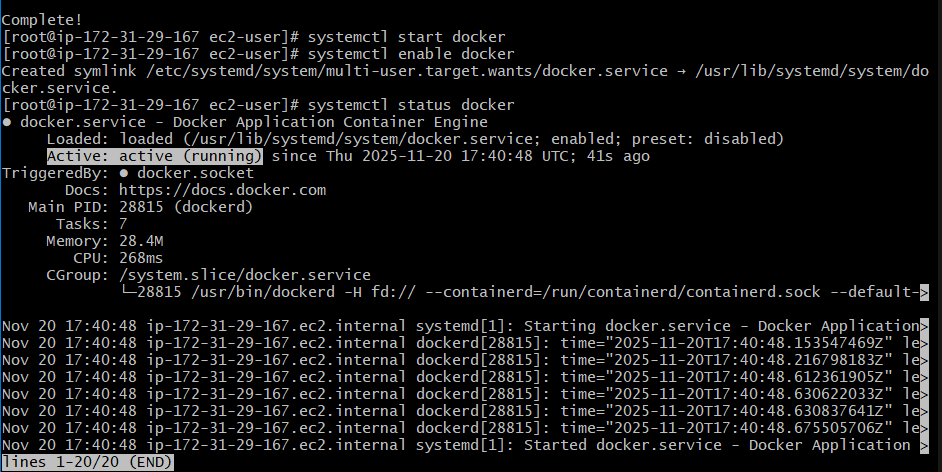 Complete!
[root@ip-172-31-29-167 ec2-user]# systemctl start docker
[root@ip-172-31-29-167 ec2-user]# systemctl enable docker
Created symlink /etc/systemd/system/multi-user.target.wants/docker.service → /usr/lib/systemd/system/do
cker.service.
[root@ip-172-31-29-167 ec2-user]# systemctl status docker
● docker.service - Docker Application Container Engine
     Loaded: loaded (/usr/lib/systemd/system/docker.service; enabled; preset: disabled)
     Active: active (running) since Thu 2025-11-20 17:40:48 UTC; 41s ago
TriggeredBy: ● docker.socket
       Docs: https://docs.docker.com
   Main PID: 28815 (dockerd)
      Tasks: 7
     Memory: 28.4M
        CPU: 268ms
     CGroup: /system.slice/docker.service
             └─28815 /usr/bin/dockerd -H fd:// --containerd=/run/containerd/containerd.sock --default->
Nov 20 17:40:48 ip-172-31-29-167.ec2.internal systemd[1]: Starting docker.service - Docker Application>
Nov 20 17:40:48 ip-172-31-29-167.ec2.internal dockerd[28815]: time="2025-11-20T17:40:48.153547469Z" le>
Nov 20 17:40:48 ip-172-31-29-167.ec2.internal dockerd[28815]: time="2025-11-20T17:40:48.216798183Z" le>
Nov 20 17:40:48 ip-172-31-29-167.ec2.internal dockerd[28815]: time="2025-11-20T17:40:48.612361905Z" le>
Nov 20 17:40:48 ip-172-31-29-167.ec2.internal dockerd[28815]: time="2025-11-20T17:40:48.630622033Z" le>
Nov 20 17:40:48 ip-172-31-29-167.ec2.internal dockerd[28815]: time="2025-11-20T17:40:48.630837641Z" le>
Nov 20 17:40:48 ip-172-31-29-167.ec2.internal dockerd[28815]: time="2025-11-20T17:40:48.675505706Z" le>
Nov 20 17:40:48 ip-172-31-29-167.ec2.internal systemd[1]: Started docker.service - Docker Application >
lines 1-20/20 (END)